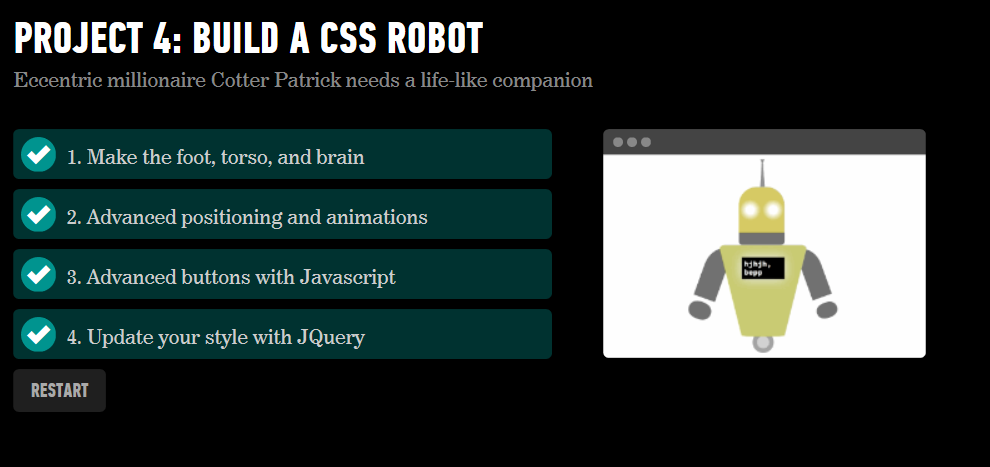 PROJECT 4: BUILD A CSS ROBOT
Eccentric millionaire Cotter Patrick needs a life-like companion
1. Make the foot, torso, and brain
2. Advanced positioning and animations
3. Advanced buttons with Javascript
4. Update your style with JQuery
RESTART
hjhjh,
bepp